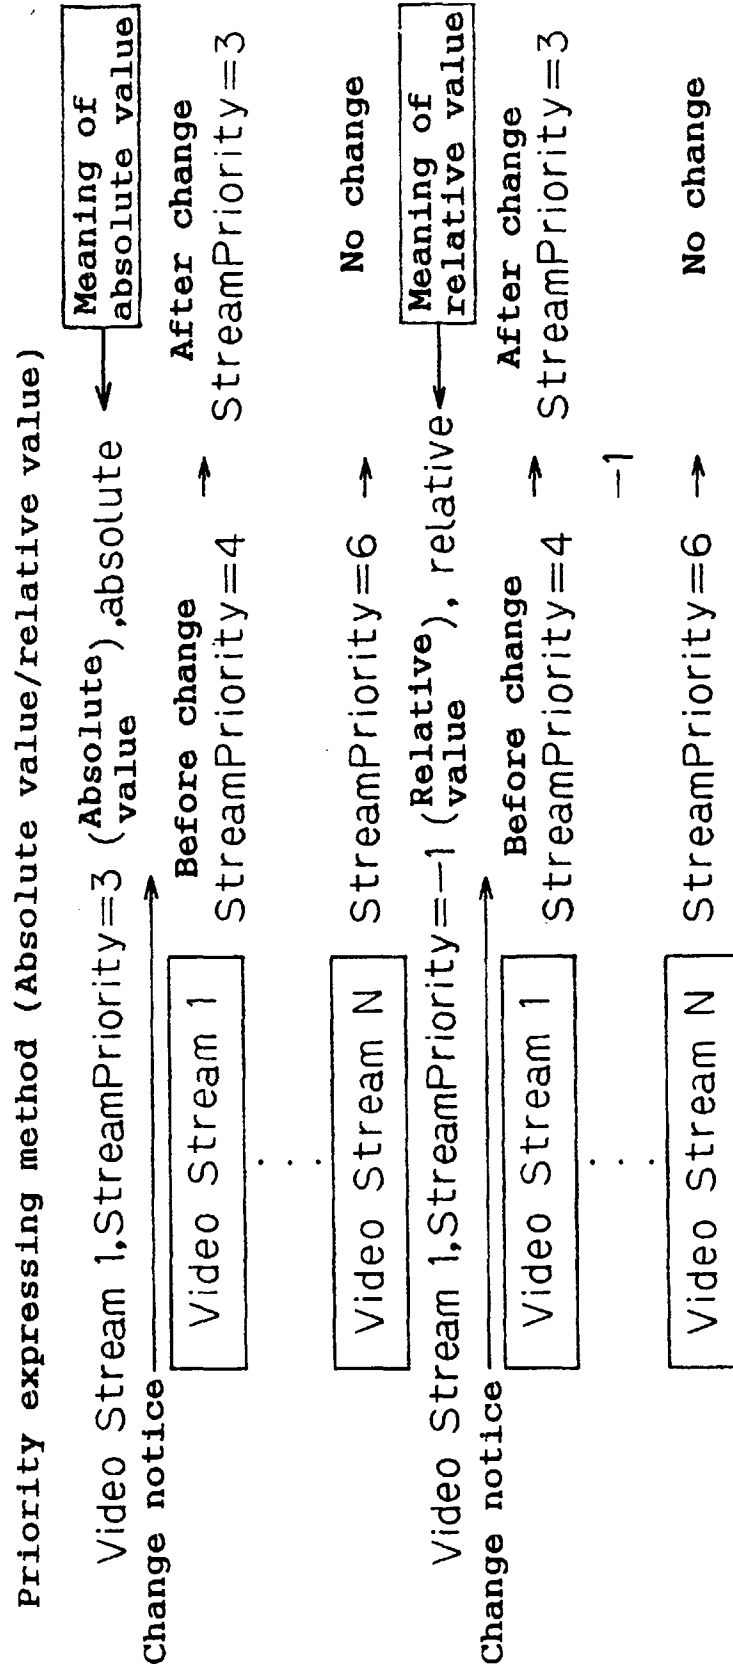 Priority expressing method (Absolute value/relative value)
Video Stream 1,StreamPriority=3 (Absolute value),absolute
Meaning of
absolute value
Change notice
Before change
After change
Video Stream 1
StreamPriority=4 → StreamPriority=3
...
Video Stream N
StreamPriority=6 →
No change
Video Stream 1,StreamPriority=-1 (Relative value), relative
Meaning of
relative value
Change notice
Before change
After change
Video Stream 1
StreamPriority=4 → StreamPriority=3
...
-1
Video Stream N
StreamPriority=6 →
No change